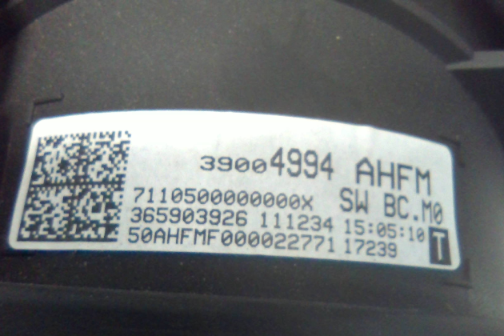 39004994 AHFM
7110500000000X SW BC.M0
365903926 111234 15:05:10
50AHFMF000022771 17239 T